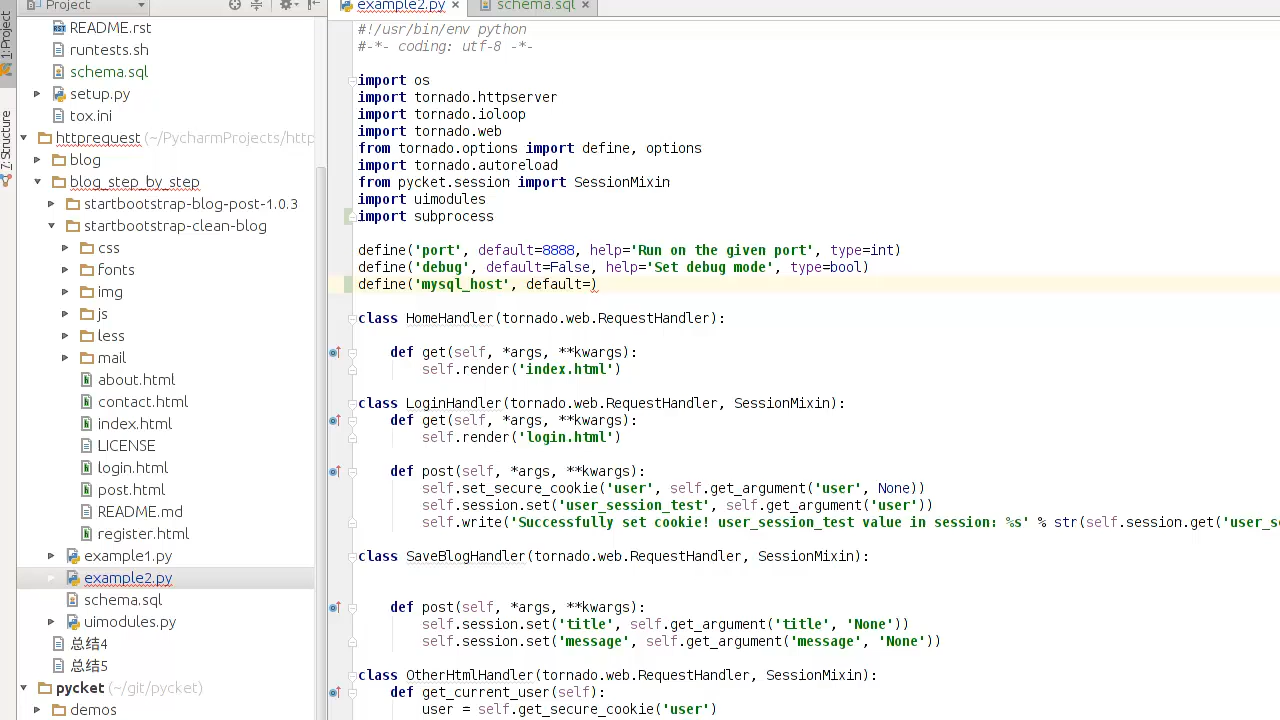 Project
example2.py
schema.sql
1: Project
7: Structure
README.rst
runtests.sh
schema.sql
setup.py
tox.ini
httprequest (~/PycharmProjects/http
blog
blog_step_by_step
startbootstrap-blog-post-1.0.3
startbootstrap-clean-blog
css
fonts
img
js
less
mail
about.html
contact.html
index.html
LICENSE
login.html
post.html
README.md
register.html
example1.py
example2.py
schema.sql
uimodules.py
总结4
总结5
pycket (~/git/pycket)
demos
#!/usr/bin/env python
#-*- coding: utf-8 -*-
import os
import tornado.httpserver
import tornado.ioloop
import tornado.web
from tornado.options import define, options
import tornado.autoreload
from pycket.session import SessionMixin
import uimodules
import subprocess
define('port', default=8888, help='Run on the given port', type=int)
define('debug', default=False, help='Set debug mode', type=bool)
define('mysql_host', default=)
class HomeHandler(tornado.web.RequestHandler):
def get(self, *args, **kwargs):
self.render('index.html')
class LoginHandler(tornado.web.RequestHandler, SessionMixin):
def get(self, *args, **kwargs):
self.render('login.html')
def post(self, *args, **kwargs):
self.set_secure_cookie('user', self.get_argument('user', None))
self.session.set('user_session_test', self.get_argument('user'))
self.write('Successfully set cookie! user_session_test value in session: %s' % str(self.session.get('user_s
class SaveBlogHandler(tornado.web.RequestHandler, SessionMixin):
def post(self, *args, **kwargs):
self.session.set('title', self.get_argument('title', 'None'))
self.session.set('message', self.get_argument('message', 'None'))
class OtherHtmlHandler(tornado.web.RequestHandler, SessionMixin):
def get_current_user(self):
user = self.get_secure_cookie('user')